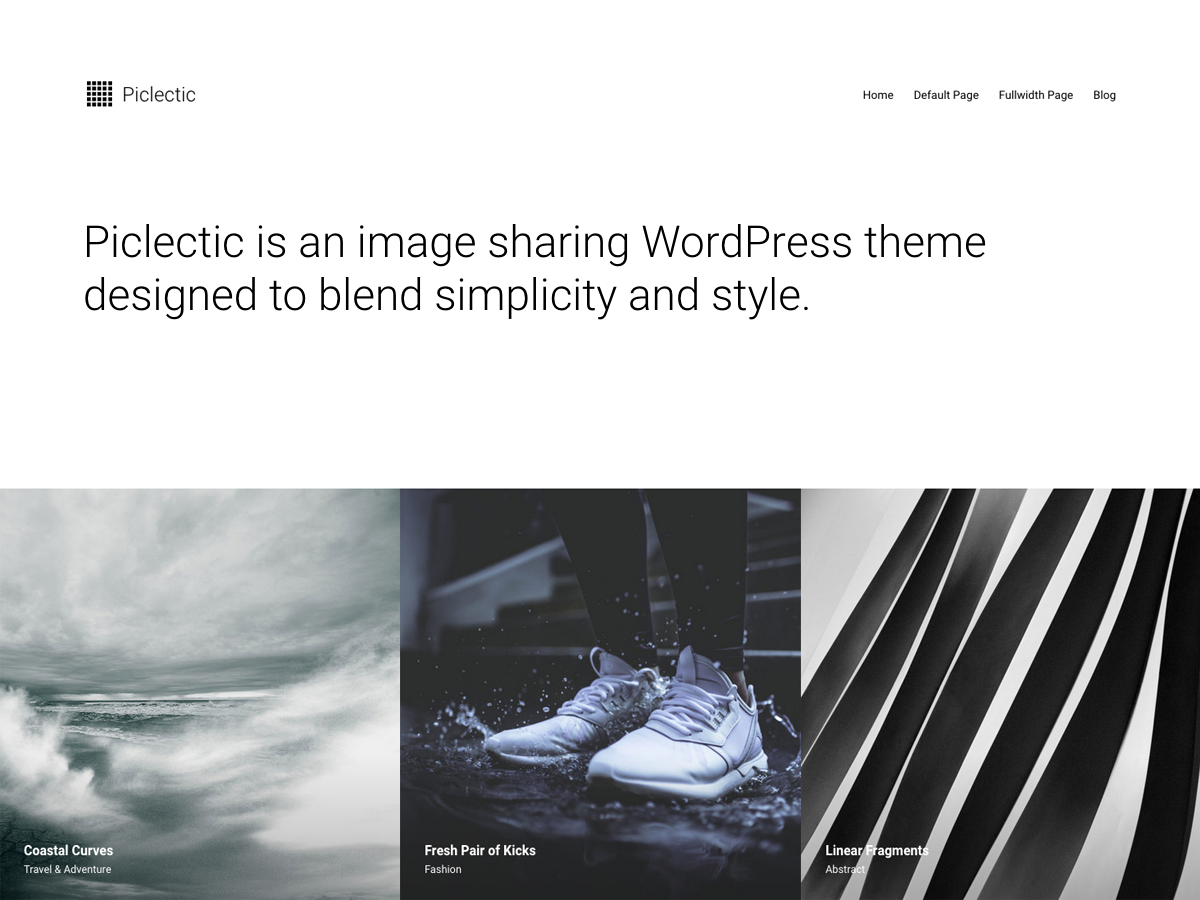 Piclectic
Home Default Page Fullwidth Page Blog
Piclectic is an image sharing WordPress theme
designed to blend simplicity and style.
Coastal Curves
Travel & Adventure
Fresh Pair of Kicks
Fashion
Linear Fragments
Abstract